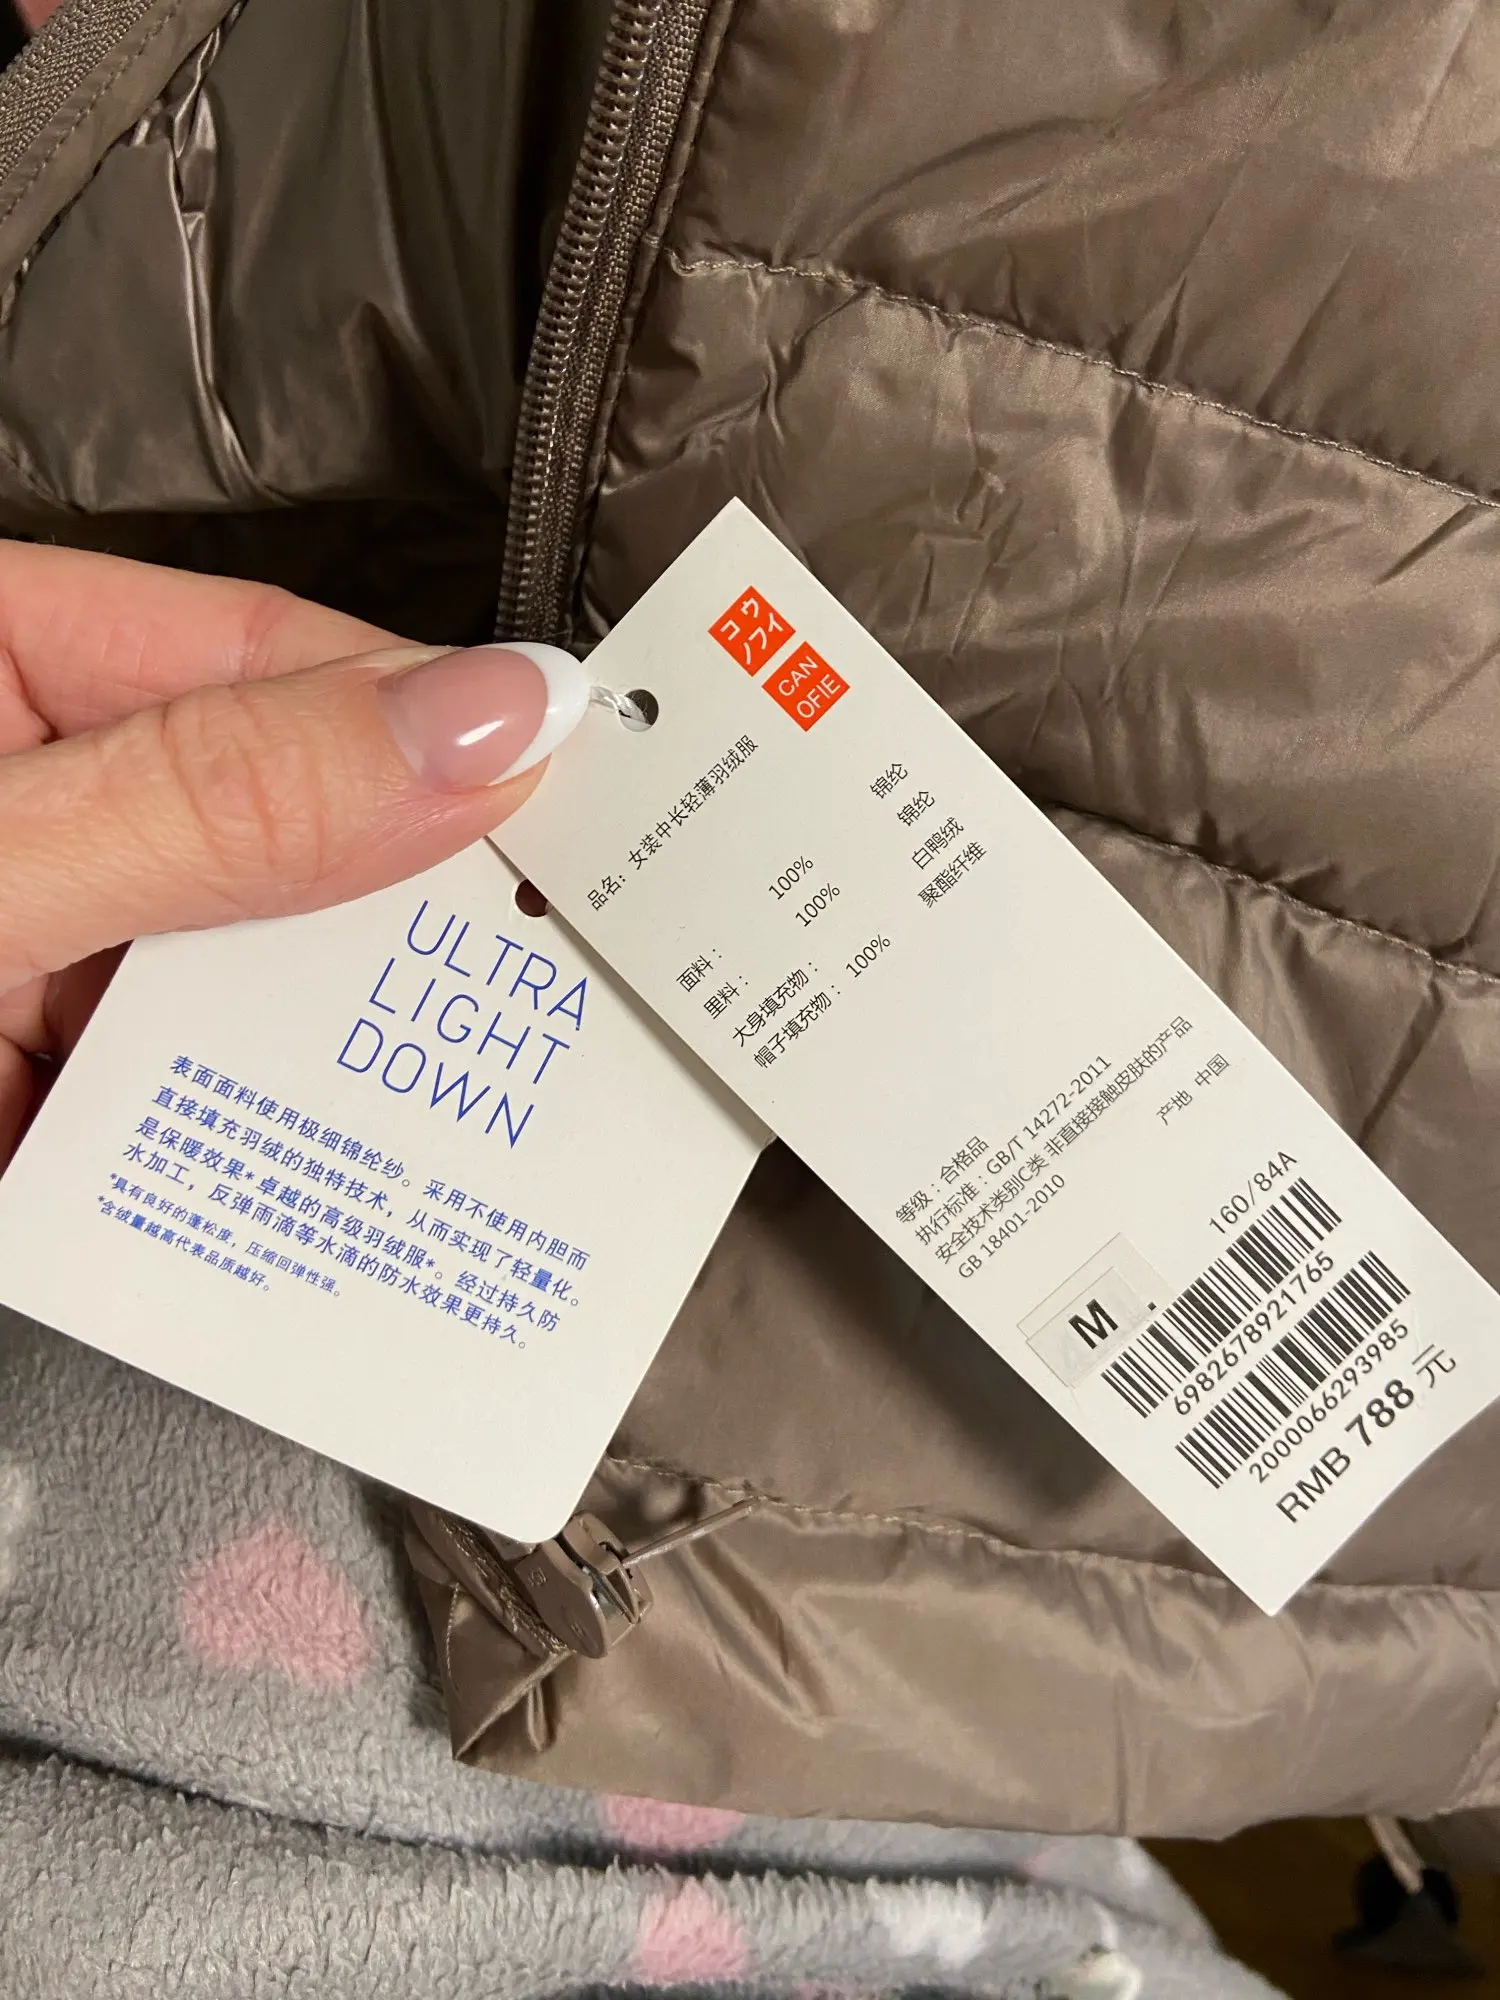 コウ
ノフイ
CAN
OFIE
品名：女装中长轻薄羽绒服
面料： 100% 锦纶
里料： 100% 锦纶
大身填充物： 白鸭绒
帽子填充物： 100% 聚酯纤维
等级：合格品
执行标准：GB/T 14272-2011
安全技术类别C类 非直接接触皮肤的产品
GB 18401-2010
产地 中国
160/84A
M
6982678921765
2000066293985
RMB 788 元
ULTRA
LIGHT
DOWN
表面面料使用极细锦纶纱。采用不使用内胆而
直接填充羽绒的独特技术，从而实现了轻量化。
是保暖效果*卓越的高级羽绒服*。经过持久防
水加工，反弹雨滴等水滴的防水效果更持久。
*具有良好的蓬松度，压缩回弹性强。
*含绒量越高代表品质越好。